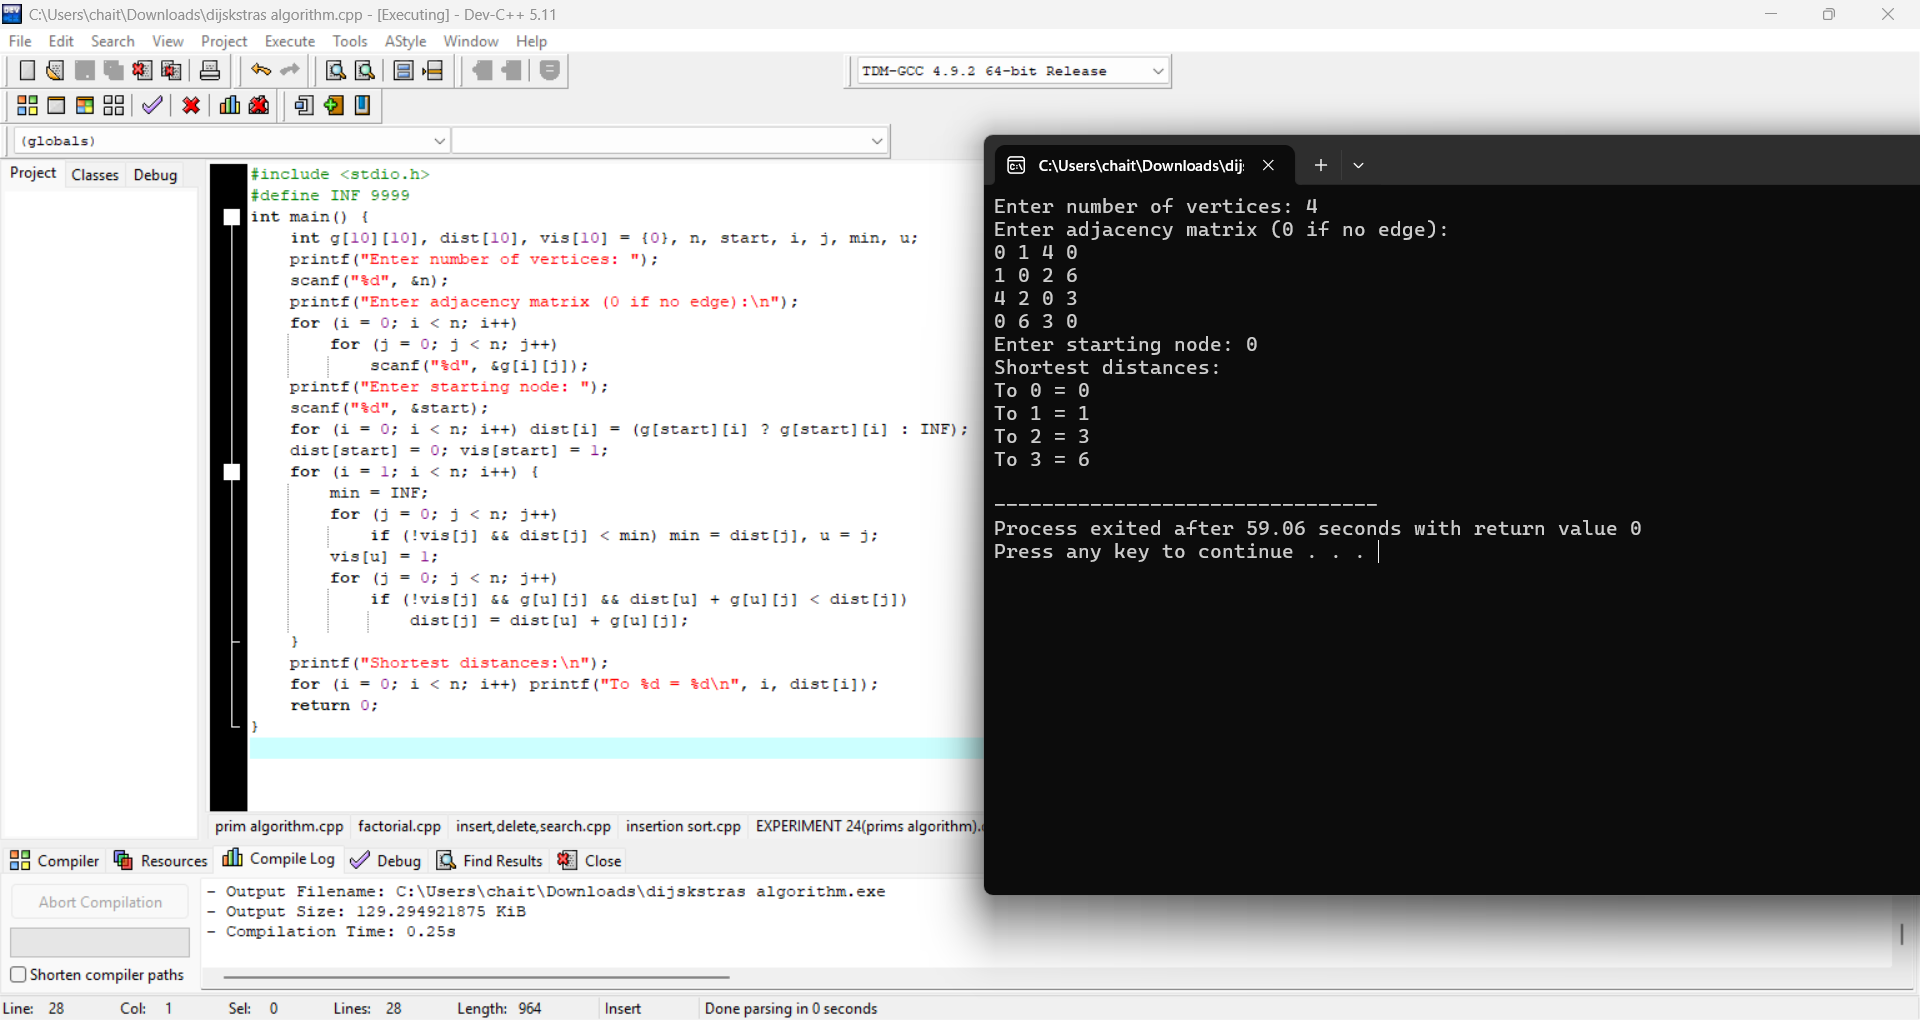 C:\Users\chait\Downloads\dijskstras algorithm.cpp - [Executing] - Dev-C++ 5.11
File Edit Search View Project Execute Tools AStyle Window Help
TDM-GCC 4.9.2 64-bit Release
(globals)
Project Classes Debug
#include <stdio.h>
#define INF 9999
int main() {
    int g[10][10], dist[10], vis[10] = {0}, n, start, i, j, min, u;
    printf("Enter number of vertices: ");
    scanf("%d", &n);
    printf("Enter adjacency matrix (0 if no edge):\n");
    for (i = 0; i < n; i++)
        for (j = 0; j < n; j++)
            scanf("%d", &g[i][j]);
    printf("Enter starting node: ");
    scanf("%d", &start);
    for (i = 0; i < n; i++) dist[i] = (g[start][i] ? g[start][i] : INF);
    dist[start] = 0; vis[start] = 1;
    for (i = 1; i < n; i++) {
        min = INF;
        for (j = 0; j < n; j++)
            if (!vis[j] && dist[j] < min) min = dist[j], u = j;
        vis[u] = 1;
        for (j = 0; j < n; j++)
            if (!vis[j] && g[u][j] && dist[u] + g[u][j] < dist[j])
                dist[j] = dist[u] + g[u][j];
    }
    printf("Shortest distances:\n");
    for (i = 0; i < n; i++) printf("To %d = %d\n", i, dist[i]);
    return 0;
}
C:\Users\chait\Downloads\dij
Enter number of vertices: 4
Enter adjacency matrix (0 if no edge):
0 1 4 0
1 0 2 6
4 2 0 3
0 6 3 0
Enter starting node: 0
Shortest distances:
To 0 = 0
To 1 = 1
To 2 = 3
To 3 = 6
--------------------------------
Process exited after 59.06 seconds with return value 0
Press any key to continue . . .
prim algorithm.cpp factorial.cpp insert,delete,search.cpp insertion sort.cpp EXPERIMENT 24(prims algorithm).
Compiler Resources Compile Log Debug Find Results Close
Abort Compilation
Shorten compiler paths
- Output Filename: C:\Users\chait\Downloads\dijskstras algorithm.exe
- Output Size: 129.294921875 KiB
- Compilation Time: 0.25s
Line: 28 Col: 1 Sel: 0 Lines: 28 Length: 964 Insert Done parsing in 0 seconds